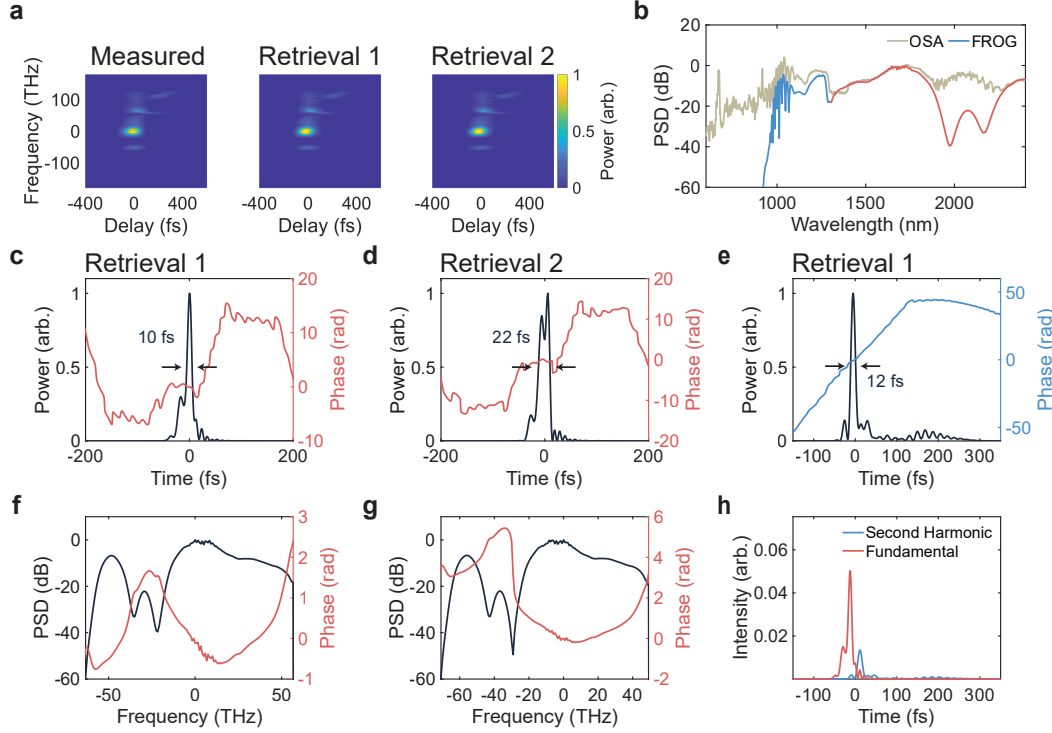 a
Measured
Retrieval 1
Retrieval 2
Frequency (THz)
100
0
-100
-400
0
400
-400
0
400
-400
0
400
Delay (fs)
Delay (fs)
Delay (fs)
1
0.5
0
Power (arb.)
b
OSA
FROG
PSD (dB)
20
0
-20
-40
-60
1000
1500
2000
Wavelength (nm)
c
Retrieval 1
Power (arb.)
1
0.5
0
10 fs
20
10
0
-10
Phase (rad)
-200
0
200
Time (fs)
d
Retrieval 2
Power (arb.)
1
0.5
0
22 fs
20
10
0
-10
-20
Phase (rad)
-200
0
200
Time (fs)
e
Retrieval 1
Power (arb.)
1
0.5
0
12 fs
50
0
-50
Phase (rad)
-100
0
100
200
300
Time (fs)
f
PSD (dB)
0
-20
-40
-60
3
2
1
0
-1
Phase (rad)
-50
0
50
Frequency (THz)
g
PSD (dB)
0
-20
-40
-60
6
4
2
0
-2
Phase (rad)
-60
-40
-20
0
20
40
Frequency (THz)
h
Second Harmonic
Fundamental
Intensity (arb.)
0.06
0.04
0.02
-100
0
100
200
300
Time (fs)